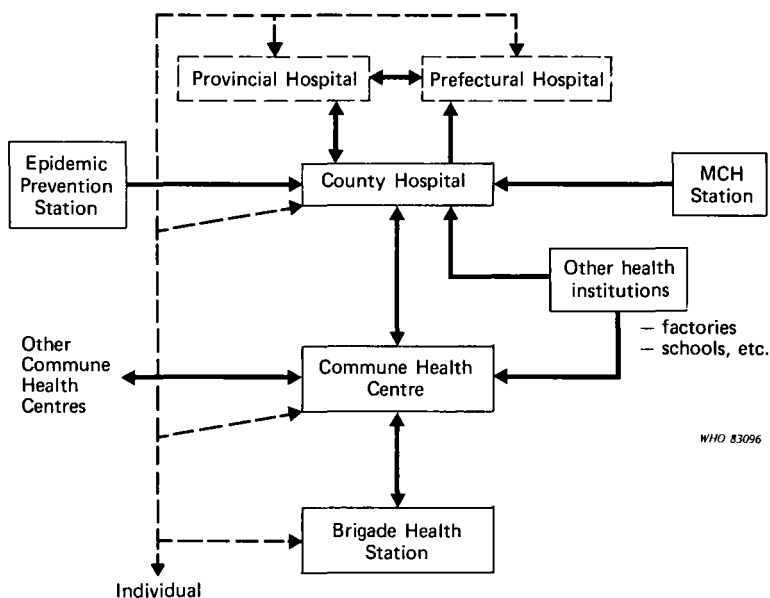 Provincial Hospital
Prefectural Hospital
Epidemic
Prevention
Station
County Hospital
MCH
Station
Other health
institutions
– factories
– schools, etc.
Other
Commune
Health
Centres
Commune Health
Centre
WHO 83096
Brigade Health
Station
Individual